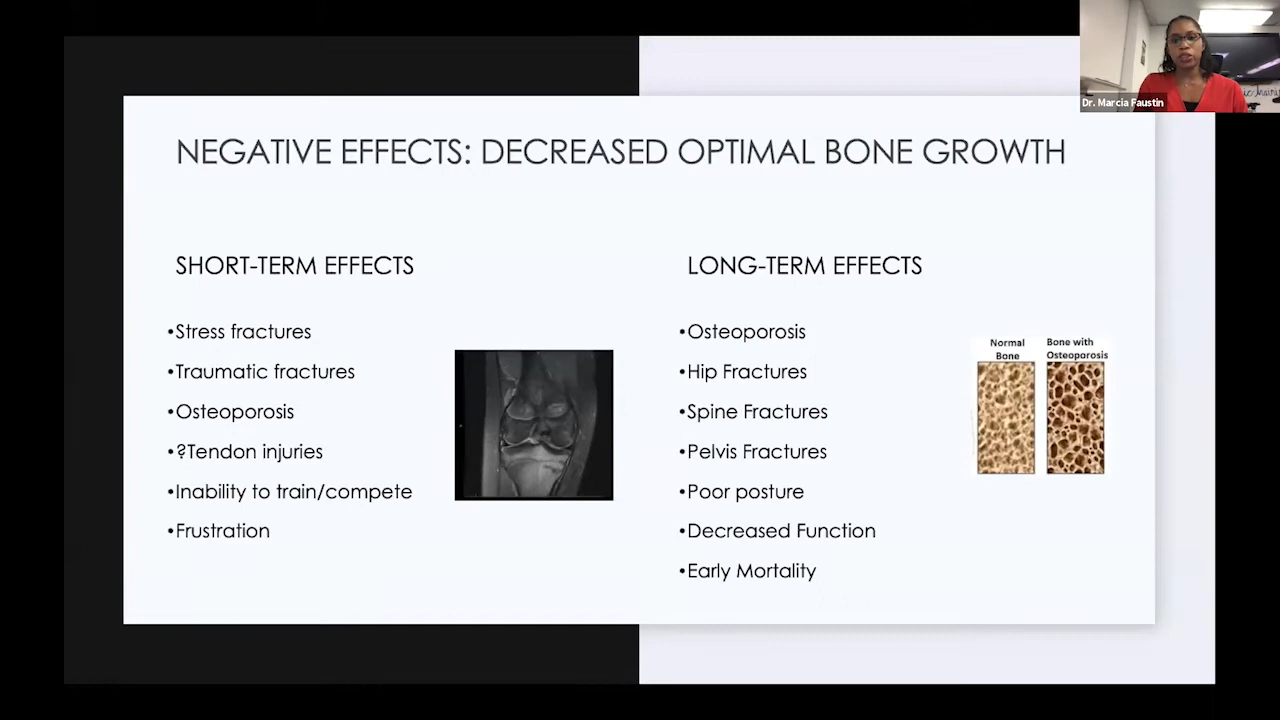 Dr. Marcia Faustin
NEGATIVE EFFECTS: DECREASED OPTIMAL BONE GROWTH
SHORT-TERM EFFECTS
•Stress fractures
•Traumatic fractures
•Osteoporosis
•?Tendon injuries
•Inability to train/compete
•Frustration
LONG-TERM EFFECTS
•Osteoporosis
•Hip Fractures
•Spine Fractures
•Pelvis Fractures
•Poor posture
•Decreased Function
•Early Mortality
Normal
Bone
Bone with
Osteoporosis